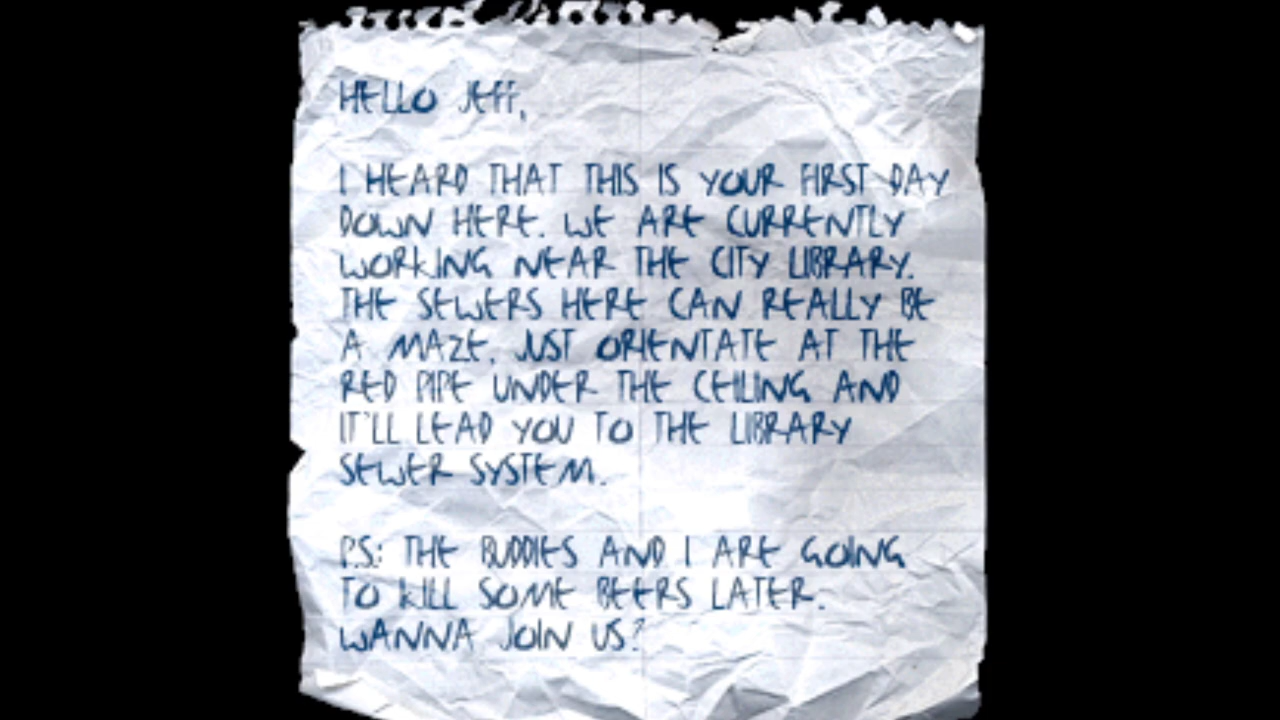 HELLO JEFF,
I HEARD THAT THIS IS YOUR FIRST DAY
DOWN HERE. WE ARE CURRENTLY
WORKING NEAR THE CITY LIBRARY.
THE SEWERS HERE CAN REALLY BE
A MAZE. JUST ORIENTATE AT THE
RED PIPE UNDER THE CEILING AND
IT'LL LEAD YOU TO THE LIBRARY
SEWER SYSTEM.
P.S.: THE BUDDIES AND I ARE GOING
TO KILL SOME BEERS LATER.
WANNA JOIN US?